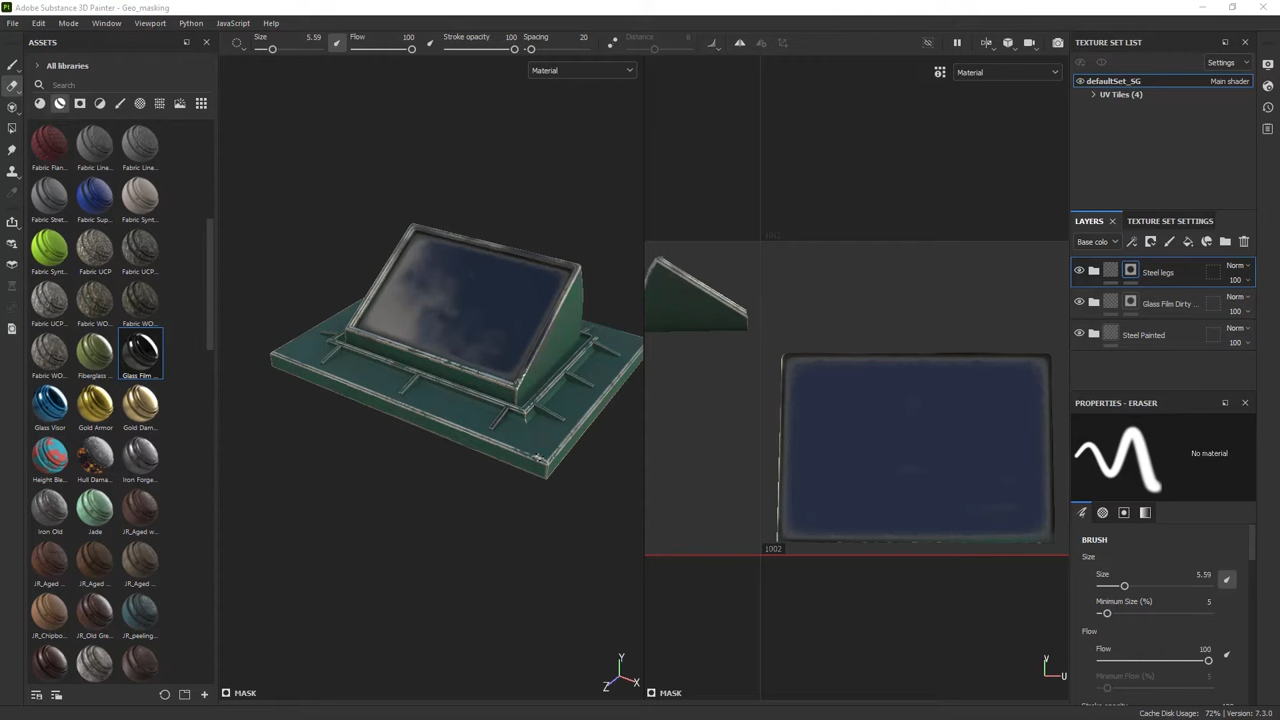 Pt Adobe Substance 3D Painter - Geo_masking
File Edit Mode Window Viewport Python JavaScript Help
ASSETS
Size 5.59 Flow 100 Stroke opacity 100 Spacing 20 Distance 8
All libraries
Search
Fabric Flan... Fabric Line... Fabric Line...
Fabric Stret... Fabric Sup... Fabric Synt...
Fabric Synt... Fabric UCP Fabric UCP...
Fabric UCP... Fabric WO... Fabric WO...
Fabric WO... Fiberglass ... Glass Film ...
Glass Visor Gold Armor Gold Dam...
Height Ble... Hull Dama... Iron Forge...
Iron Old Jade JR_Aged w...
JR_Aged ... JR_Aged ... JR_Aged ...
JR_Chipbo... JR_Old Gre... JR_peeling...
Material
MASK
Y
Z X
Material
1002
MASK
V
U
TEXTURE SET LIST
Settings
defaultSet_SG Main shader
UV Tiles (4)
LAYERS TEXTURE SET SETTINGS
Base colo
Steel legs Norm 100
Glass Film Dirty ... Norm 100
Steel Painted Norm 100
PROPERTIES - ERASER
No material
BRUSH
Size
Size 5.59
Minimum Size (%) 5
Flow
Flow 100
Minimum Flow (%) 5
Cache Disk Usage: 72% | Version: 7.3.0